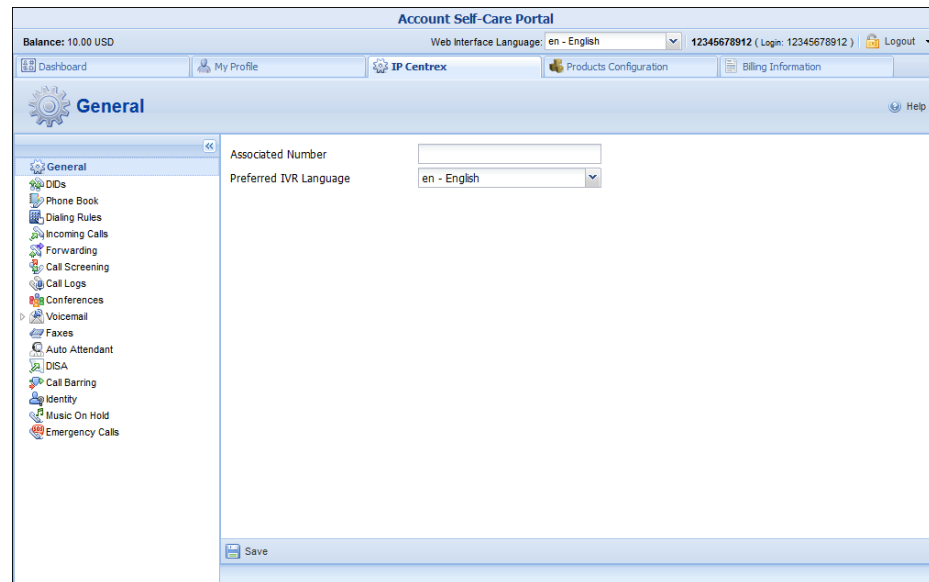 Account Self-Care Portal
Balance: 10.00 USD Web Interface Language: en - English 12345678912 ( Login: 12345678912 ) Logout
Dashboard My Profile IP Centrex Products Configuration Billing Information
General Help
Associated Number
Preferred IVR Language en - English
General
DIDs
Phone Book
Dialing Rules
Incoming Calls
Forwarding
Call Screening
Call Logs
Conferences
Voicemail
Faxes
Auto Attendant
DISA
Call Barring
Identity
Music On Hold
Emergency Calls
Save